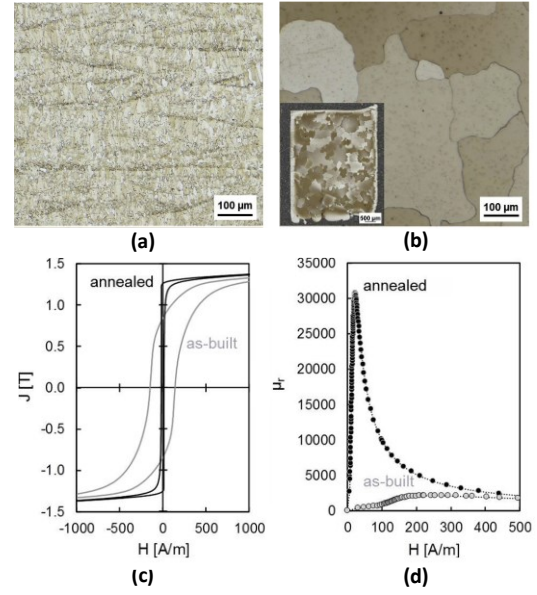 100 µm
500 µm
100 µm
(a)
(b)
1.5
1.0
0.5
0.0
-0.5
-1.0
-1.5
J [T]
annealed
as-built
-1000
-500
0
500
1000
H [A/m]
(c)
35000
30000
25000
20000
15000
10000
5000
0
µr
annealed
as-built
0
100
200
300
400
500
H [A/m]
(d)